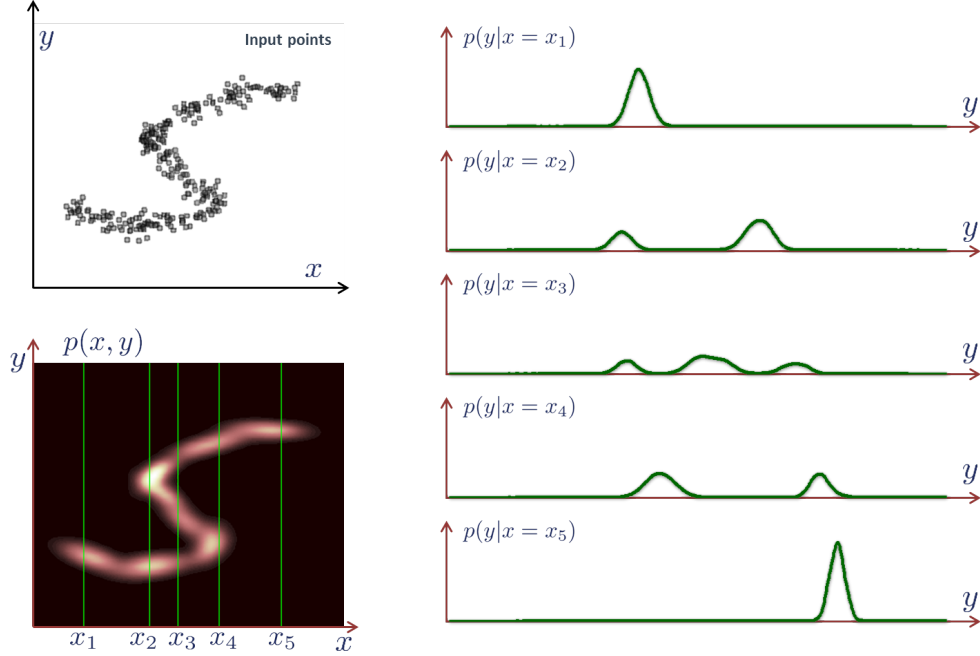 y
Input points
x
p(x, y)
y
x₁ x₂ x₃ x₄ x₅ x
p(y|x = x₁)
y
p(y|x = x₂)
y
p(y|x = x₃)
y
p(y|x = x₄)
y
p(y|x = x₅)
y